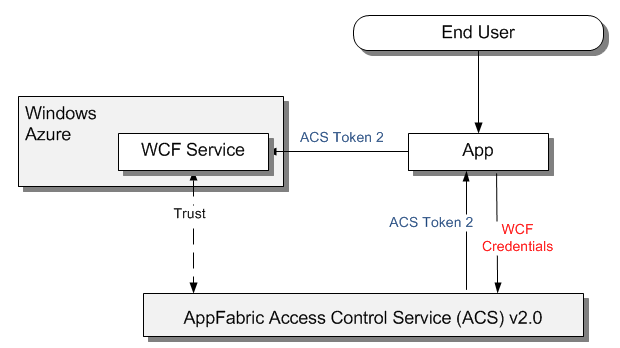 End User
Windows
Azure
WCF Service
ACS Token 2
App
Trust
ACS Token 2
WCF
Credentials
AppFabric Access Control Service (ACS) v2.0